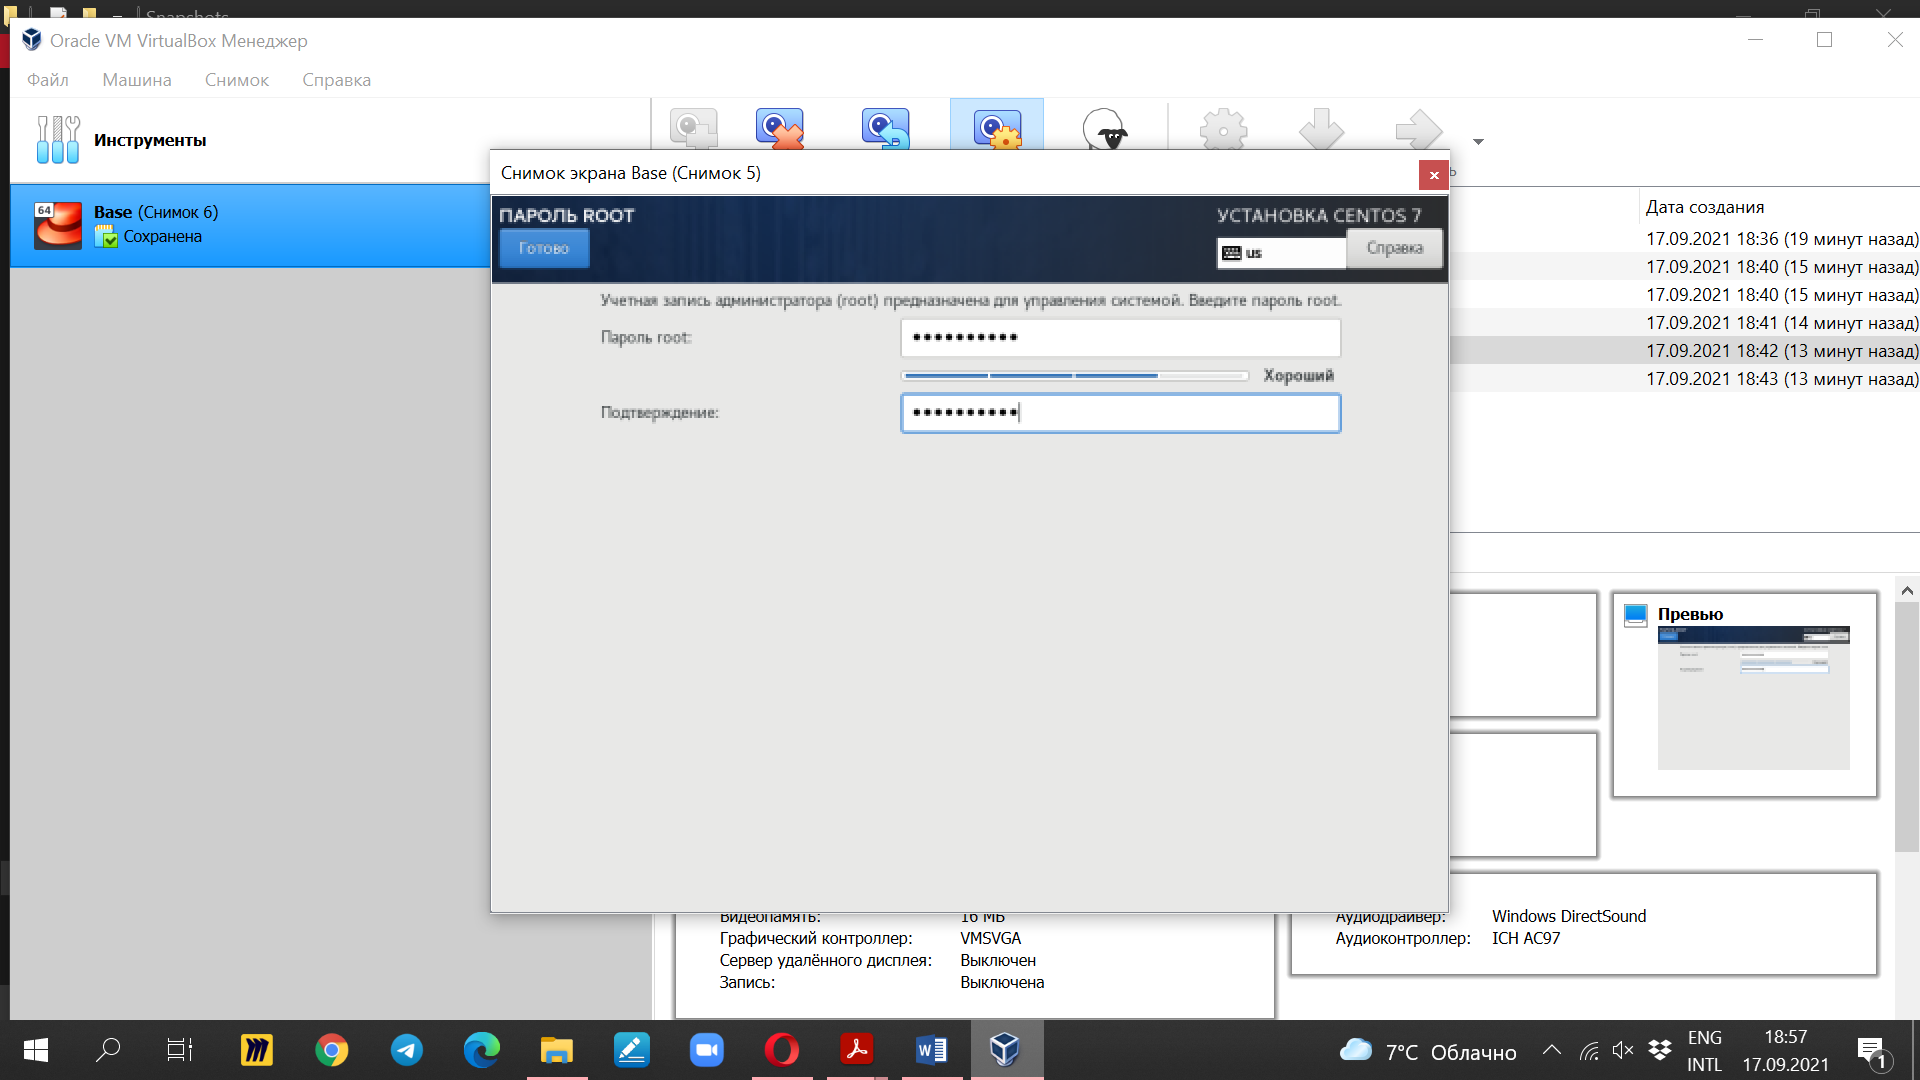 Snapshots
Oracle VM VirtualBox Менеджер
Файл Машина Снимок Справка
Инструменты
64
Base (Снимок 6)
Сохранена
Снимок экрана Base (Снимок 5)
ПАРОЛЬ ROOT
УСТАНОВКА CENTOS 7
Готово
us
Справка
Учетная запись администратора (root) предназначена для управления системой. Введите пароль root.
Пароль root:
••••••••••
Хороший
Подтверждение:
••••••••••
Дата создания
17.09.2021 18:36 (19 минут назад)
17.09.2021 18:40 (15 минут назад)
17.09.2021 18:40 (15 минут назад)
17.09.2021 18:41 (14 минут назад)
17.09.2021 18:42 (13 минут назад)
17.09.2021 18:43 (13 минут назад)
Превью
Видеопамять: 16 МБ
Графический контроллер: VMSVGA
Сервер удалённого дисплея: Выключен
Запись: Выключена
Аудиодрайвер: Windows DirectSound
Аудиоконтроллер: ICH AC97
7°C Облачно
ENG
INTL
18:57
17.09.2021
1